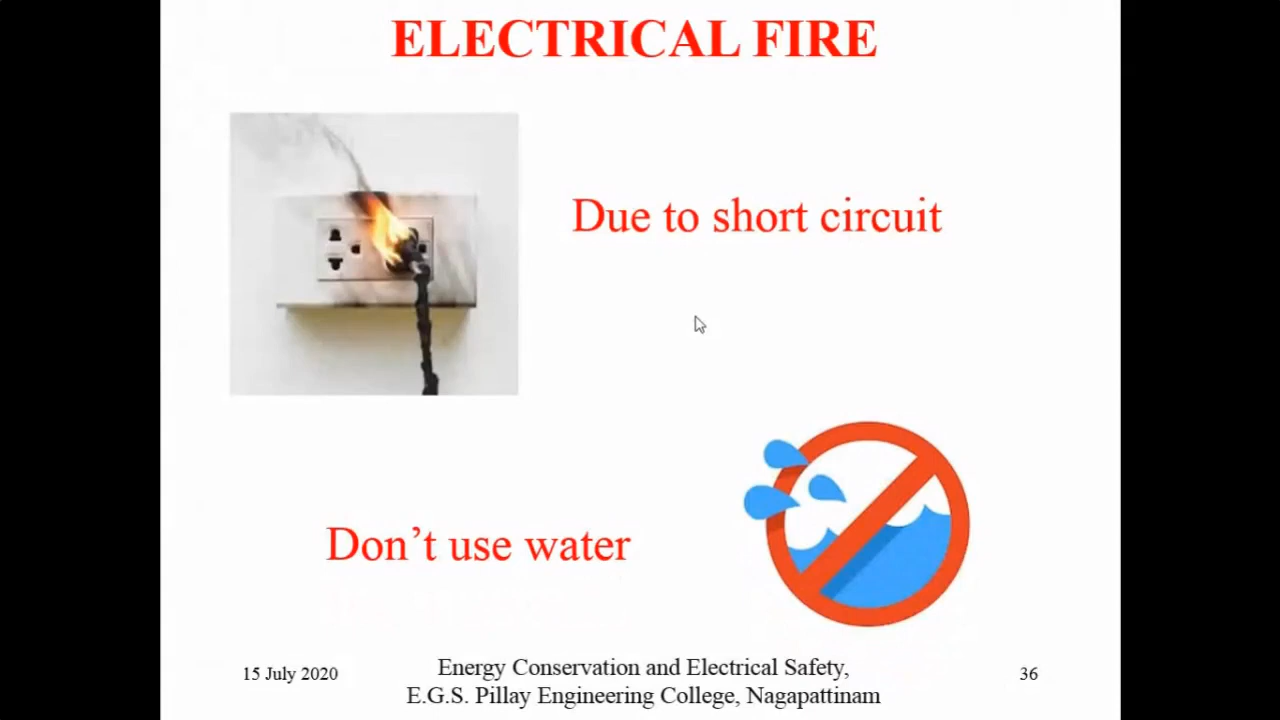 ELECTRICAL FIRE
Due to short circuit
Don’t use water
15 July 2020
Energy Conservation and Electrical Safety,
E.G.S. Pillay Engineering College, Nagapattinam
36